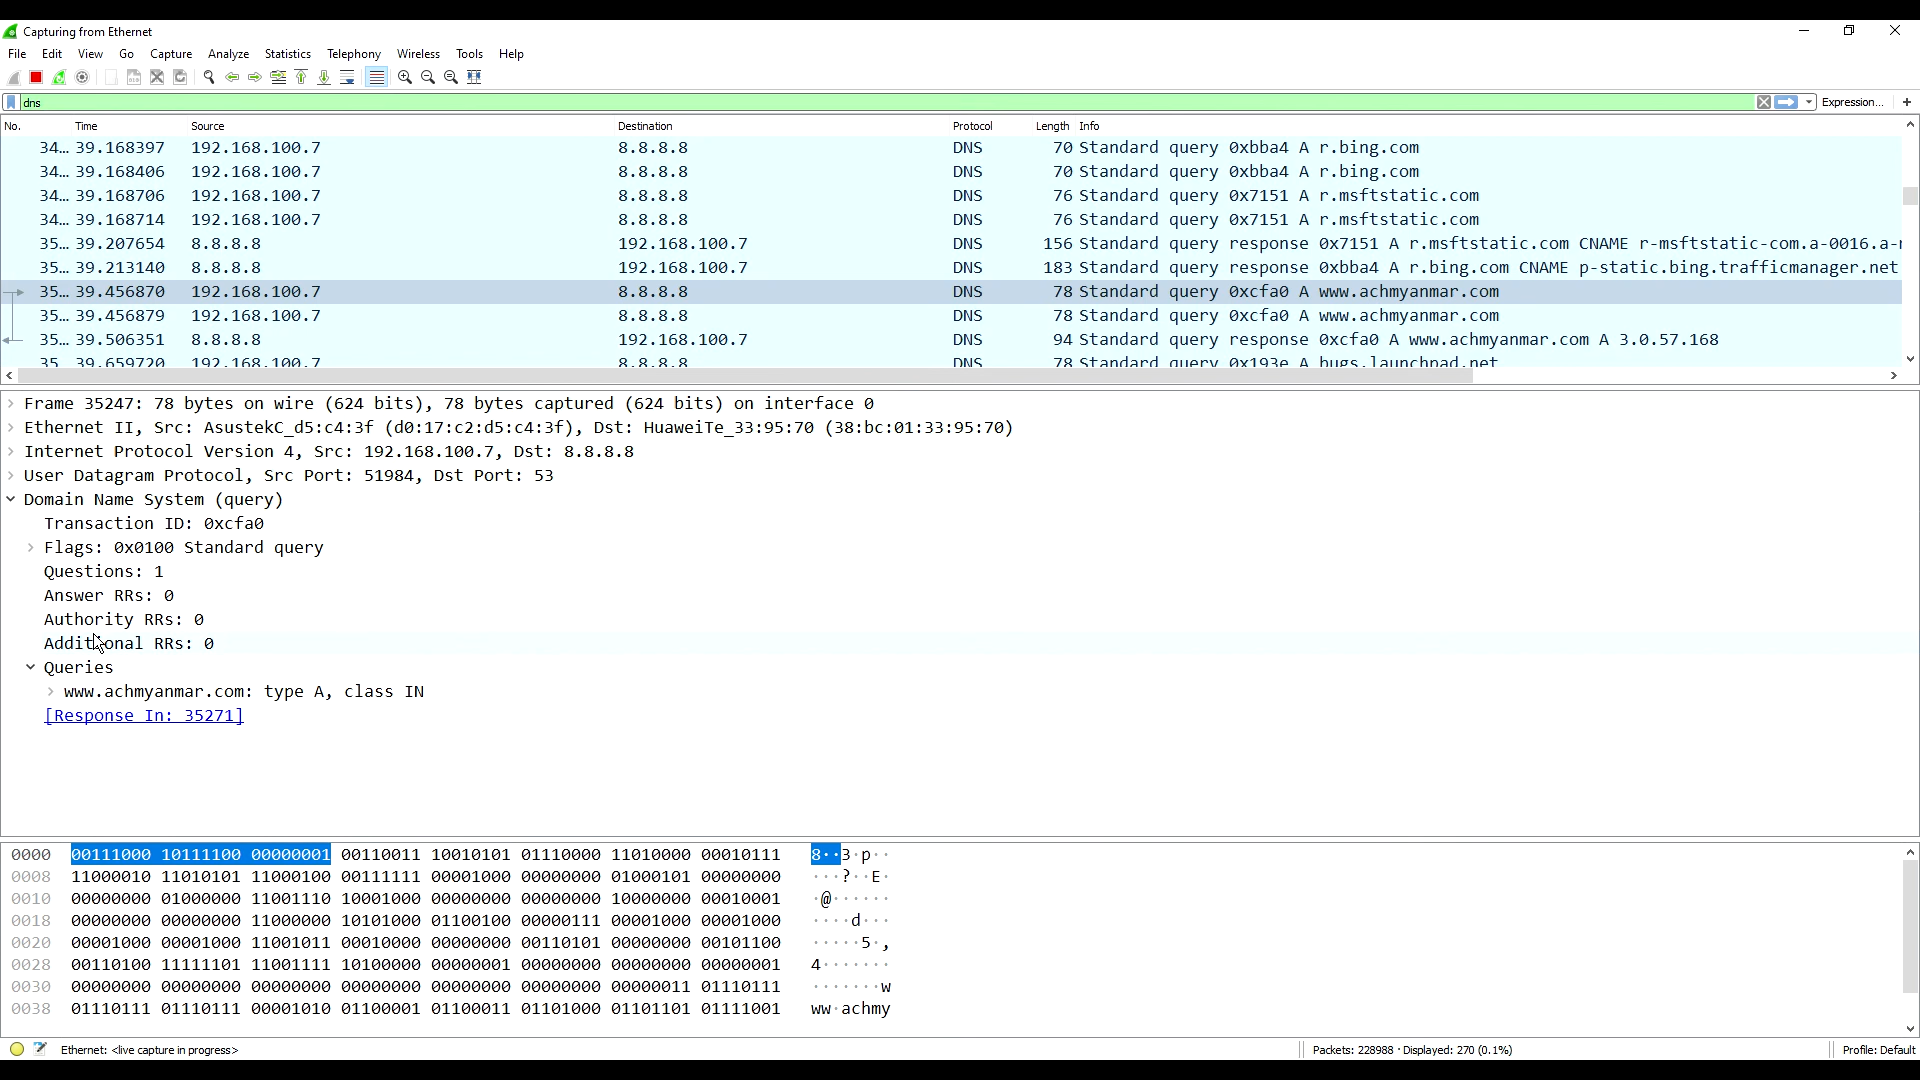 Capturing from Ethernet
File Edit View Go Capture Analyze Statistics Telephony Wireless Tools Help
dns Expression... +
No. Time Source Destination Protocol Length Info
34... 39.168397 192.168.100.7 8.8.8.8 DNS 70 Standard query 0xbba4 A r.bing.com
34... 39.168406 192.168.100.7 8.8.8.8 DNS 70 Standard query 0xbba4 A r.bing.com
34... 39.168706 192.168.100.7 8.8.8.8 DNS 76 Standard query 0x7151 A r.msftstatic.com
34... 39.168714 192.168.100.7 8.8.8.8 DNS 76 Standard query 0x7151 A r.msftstatic.com
35... 39.207654 8.8.8.8 192.168.100.7 DNS 156 Standard query response 0x7151 A r.msftstatic.com CNAME r-msftstatic-com.a-0016.a-
35... 39.213140 8.8.8.8 192.168.100.7 DNS 183 Standard query response 0xbba4 A r.bing.com CNAME p-static.bing.trafficmanager.net
35... 39.456870 192.168.100.7 8.8.8.8 DNS 78 Standard query 0xcfa0 A www.achmyanmar.com
35... 39.456879 192.168.100.7 8.8.8.8 DNS 78 Standard query 0xcfa0 A www.achmyanmar.com
35... 39.506351 8.8.8.8 192.168.100.7 DNS 94 Standard query response 0xcfa0 A www.achmyanmar.com A 3.0.57.168
35 39.659720 192.168.100.7 8.8.8.8 DNS 78 Standard query 0x193e A bugs.launchpad.net
Frame 35247: 78 bytes on wire (624 bits), 78 bytes captured (624 bits) on interface 0
Ethernet II, Src: AsustekC_d5:c4:3f (d0:17:c2:d5:c4:3f), Dst: HuaweiTe_33:95:70 (38:bc:01:33:95:70)
Internet Protocol Version 4, Src: 192.168.100.7, Dst: 8.8.8.8
User Datagram Protocol, Src Port: 51984, Dst Port: 53
Domain Name System (query)
Transaction ID: 0xcfa0
Flags: 0x0100 Standard query
Questions: 1
Answer RRs: 0
Authority RRs: 0
Additional RRs: 0
Queries
www.achmyanmar.com: type A, class IN
[Response In: 35271]
0000 00111000 10111100 00000001 00110011 10010101 01110000 11010000 00010111 8··3·p··
0008 11000010 11010101 11000100 00111111 00001000 00000000 01000101 00000000 ···?··E·
0010 00000000 01000000 11001110 10001000 00000000 00000000 10000000 00010001 ·@······
0018 00000000 00000000 11000000 10101000 01100100 00000111 00001000 00001000 ····d···
0020 00001000 00001000 11001011 00010000 00000000 00110101 00000000 00101100 ·····5·,
0028 00110100 11111101 11001111 10100000 00000001 00000000 00000000 00000001 4·······
0030 00000000 00000000 00000000 00000000 00000000 00000000 00000011 01110111 ·······w
0038 01110111 01110111 00001010 01100001 01100011 01101000 01101101 01111001 ww·achmy
Ethernet: <live capture in progress> Packets: 228988 · Displayed: 270 (0.1%) Profile: Default